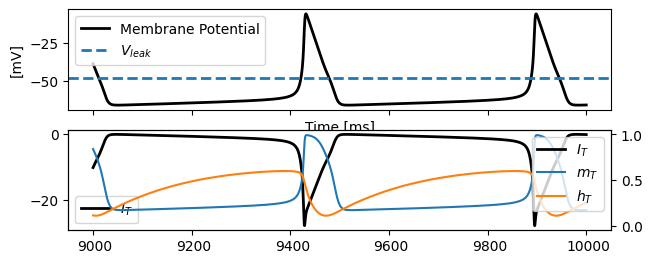 −25
−50
[mV]
Membrane Potential
V_leak
Time [ms]
0
−20
I_T
I_T
m_T
h_T
1.0
0.5
0.0
9000
9200
9400
9600
9800
10000